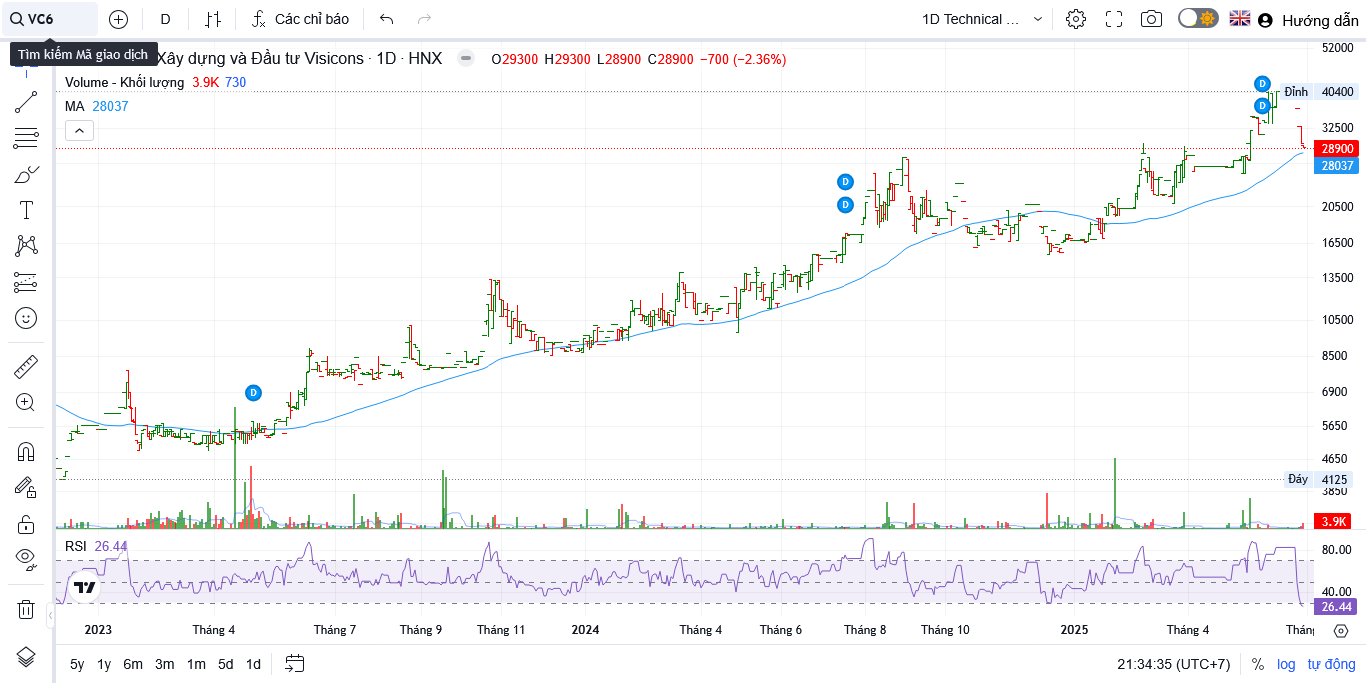 VC6
D
Các chỉ báo
1D Technical ...
Hướng dẫn
Tìm kiếm Mã giao dịch
Xây dựng và Đầu tư Visicons · 1D · HNX
O29300 H29300 L28900 C28900 −700 (−2.36%)
Volume - Khối lượng 3.9K 730
MA 28037
52000
Đỉnh 40400
32500
28900
28037
20500
16500
13500
10500
8500
6900
5650
4650
Đáy 4125
3850
3.9K
D
D
D
D
D
RSI 26.44
80.00
40.00
26.44
2023 Tháng 4 Tháng 7 Tháng 9 Tháng 11 2024 Tháng 4 Tháng 6 Tháng 8 Tháng 10 2025 Tháng 4 Tháng
5y 1y 6m 3m 1m 5d 1d
21:34:35 (UTC+7) % log tự động